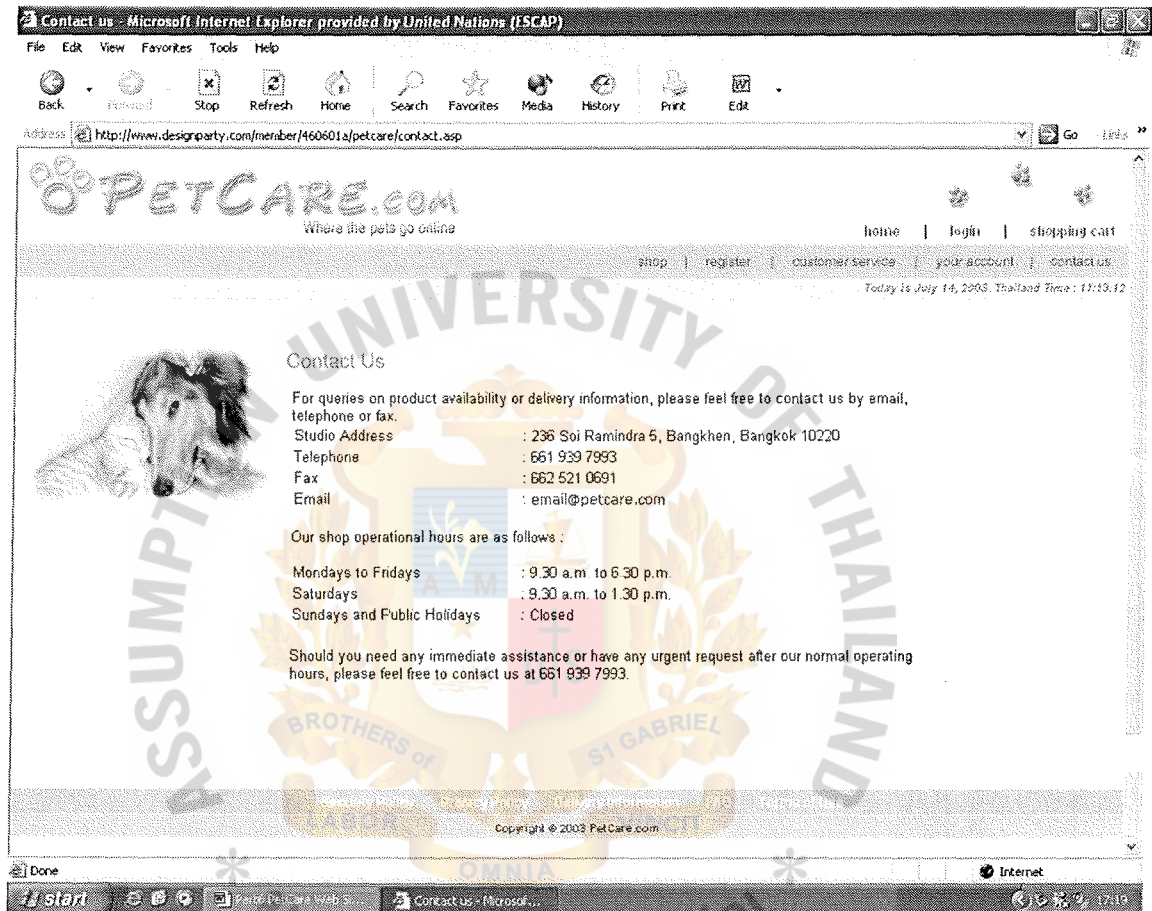 Contact us - Microsoft Internet Explorer provided by United Nations (ESCAP)
File Edit View Favorites Tools Help
Back Forward Stop Refresh Home Search Favorites Media History Print Edit
Address http://www.designparty.com/member/460601a/petcare/contact.asp Go Links »
PETCARE.COM
Where the pets go online
home | login | shopping cart
shop | register | customer service | your account | contact us
Today is July 14, 2003. Thailand Time : 17:19:12
Contact Us
For queries on product availability or delivery information, please feel free to contact us by email,
telephone or fax.
Studio Address : 236 Soi Ramindra 5, Bangkhen, Bangkok 10220
Telephone : 661 939 7993
Fax : 662 521 0691
Email : email@petcare.com
Our shop operational hours are as follows :
Mondays to Fridays : 9.30 a.m. to 6.30 p.m.
Saturdays : 9.30 a.m. to 1.30 p.m.
Sundays and Public Holidays : Closed
Should you need any immediate assistance or have any urgent request after our normal operating
hours, please feel free to contact us at 661 939 7993.
Copyright © 2003 PetCare.com
Done Internet
start Contact us - Microsof... 17:19
ASSUMPTION UNIVERSITY OF THAILAND
A M
D S
BROTHERS OF ST GABRIEL
LABOR
OMNIA
VINCIT